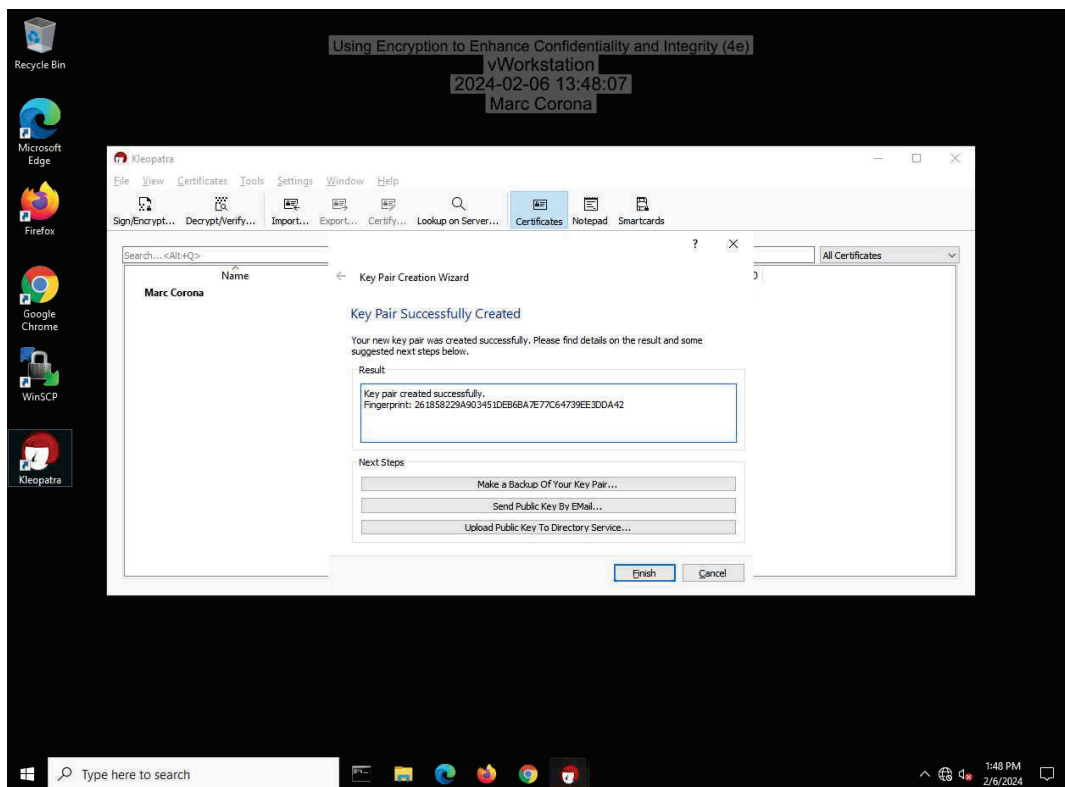 Recycle Bin
Using Encryption to Enhance Confidentiality and Integrity (4e)
vWorkstation
2024-02-06 13:48:07
Marc Corona
Microsoft
Edge
Firefox
Google
Chrome
WinSCP
Kleopatra
Kleopatra
File View Certificates Tools Settings Window Help
Sign/Encrypt... Decrypt/Verify... Import... Export... Certify... Lookup on Server... Certificates Notepad Smartcards
Search...<Alt+Q> All Certificates
Name
Marc Corona
? 
Key Pair Creation Wizard
Key Pair Successfully Created
Your new key pair was created successfully. Please find details on the result and some
suggested next steps below.
Result
Key pair created successfully.
Fingerprint: 261858229A903451DEB6BA7E77C64739EE3DDA42
Next Steps
Make a Backup Of Your Key Pair...
Send Public Key By EMail...
Upload Public Key To Directory Service...
Finish Cancel
Type here to search
1:48 PM
2/6/2024